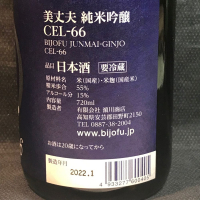 美丈夫 純米吟醸
CEL-66
BIJOFU JUNMAI-GINJO
CEL-66
品目 日本酒 要冷蔵
原材料名 米(国産)・米麹(国産米)
精米歩合 55%
アルコール分 15%
内容量 720ml
製造者 有限会社 濵川商店
高知県安芸郡田野町2150
TEL.0887-38-2004
www.bijofu.jp
お酒は20歳になってから
製造年月
2022.1